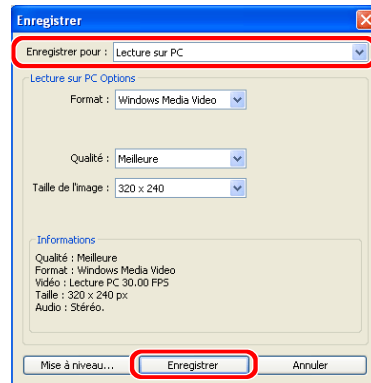 Enregistrer
Enregistrer pour : Lecture sur PC
Lecture sur PC Options
Format : Windows Media Video
Qualité : Meilleure
Taille de l'image : 320 x 240
Informations
Qualité : Meilleure
Format : Windows Media Video
Vidéo : Lecture PC 30.00 FPS
Taille : 320 x 240 px
Audio : Stéréo.
Mise à niveau... Enregistrer Annuler